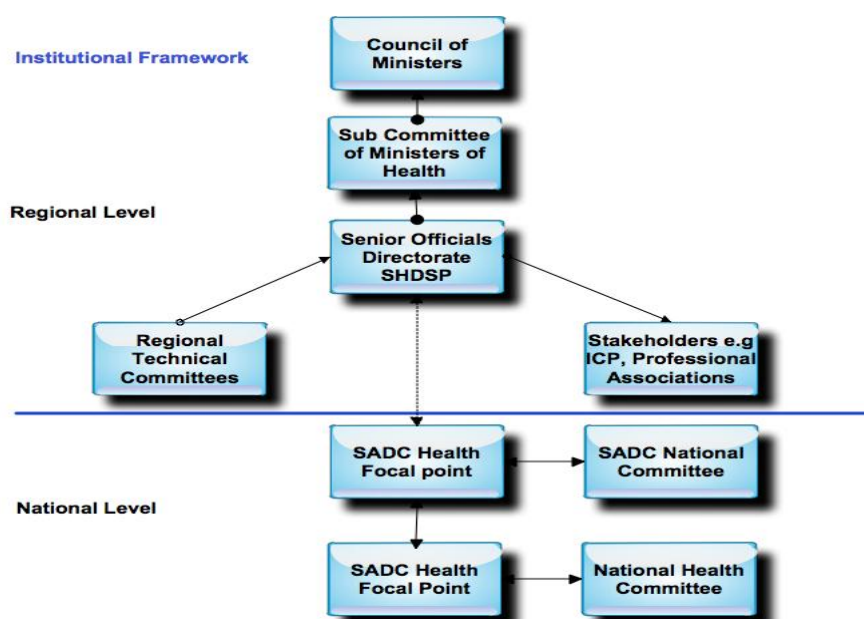 Institutional Framework
Council of
Ministers
Sub Committee
of Ministers of
Health
Regional Level
Senior Officials
Directorate
SHDSP
Regional
Technical
Committees
Stakeholders e.g
ICP, Professional
Associations
SADC Health
Focal point
SADC National
Committee
National Level
SADC Health
Focal Point
National Health
Committee